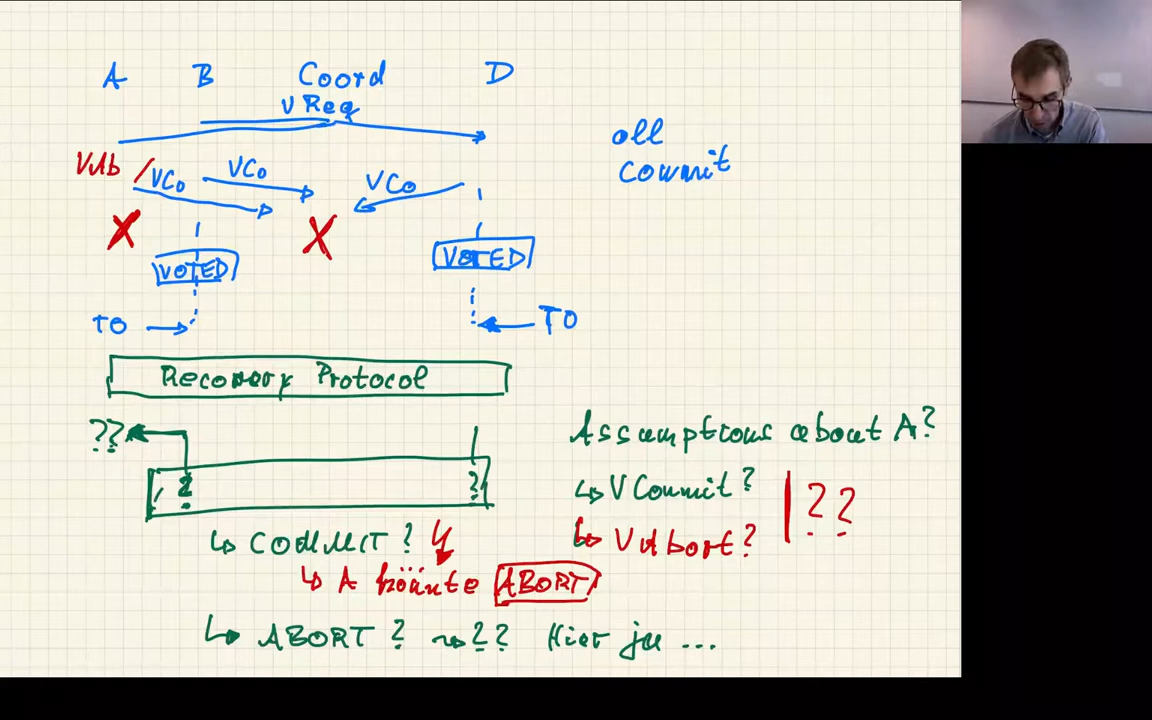 A B Coord D
VReq
all
commit
VAb / VCo VCo VCo
X X
VOTED VOTED
TO TO
Recovery Protocol
?? Assumptions about A?
? ?
↳ VCommit? ??
↳ COMMIT? ↳ VAbort?
↳ A könnte ABORT
↳ ABORT? ⇝ ?? Hier ja ...